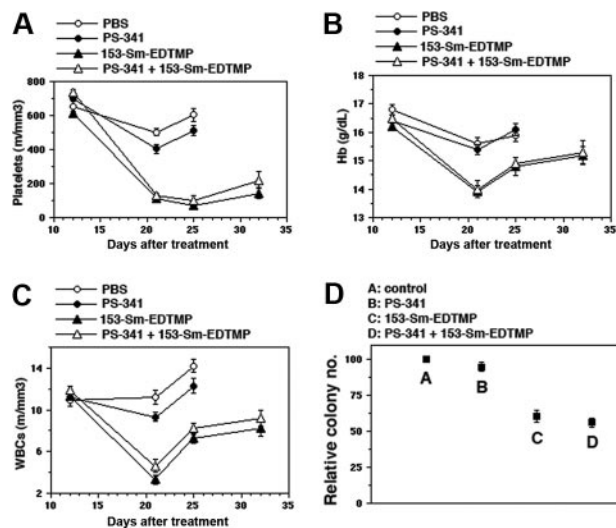 A
PBS
PS-341
153-Sm-EDTMP
PS-341 + 153-Sm-EDTMP
Platelets (m/mm3)
800
600
400
200
0
10 15 20 25 30 35
Days after treatment
B
PBS
PS-341
153-Sm-EDTMP
PS-341 + 153-Sm-EDTMP
Hb (g/dL)
18
17
16
15
14
13
10 15 20 25 30 35
Days after treatment
C
PBS
PS-341
153-Sm-EDTMP
PS-341 + 153-Sm-EDTMP
WBCs (m/mm3)
14
10
6
2
10 15 20 25 30 35
Days after treatment
D
A: control
B: PS-341
C: 153-Sm-EDTMP
D: PS-341 + 153-Sm-EDTMP
Relative colony no.
100
75
50
25
0
A
B
C
D